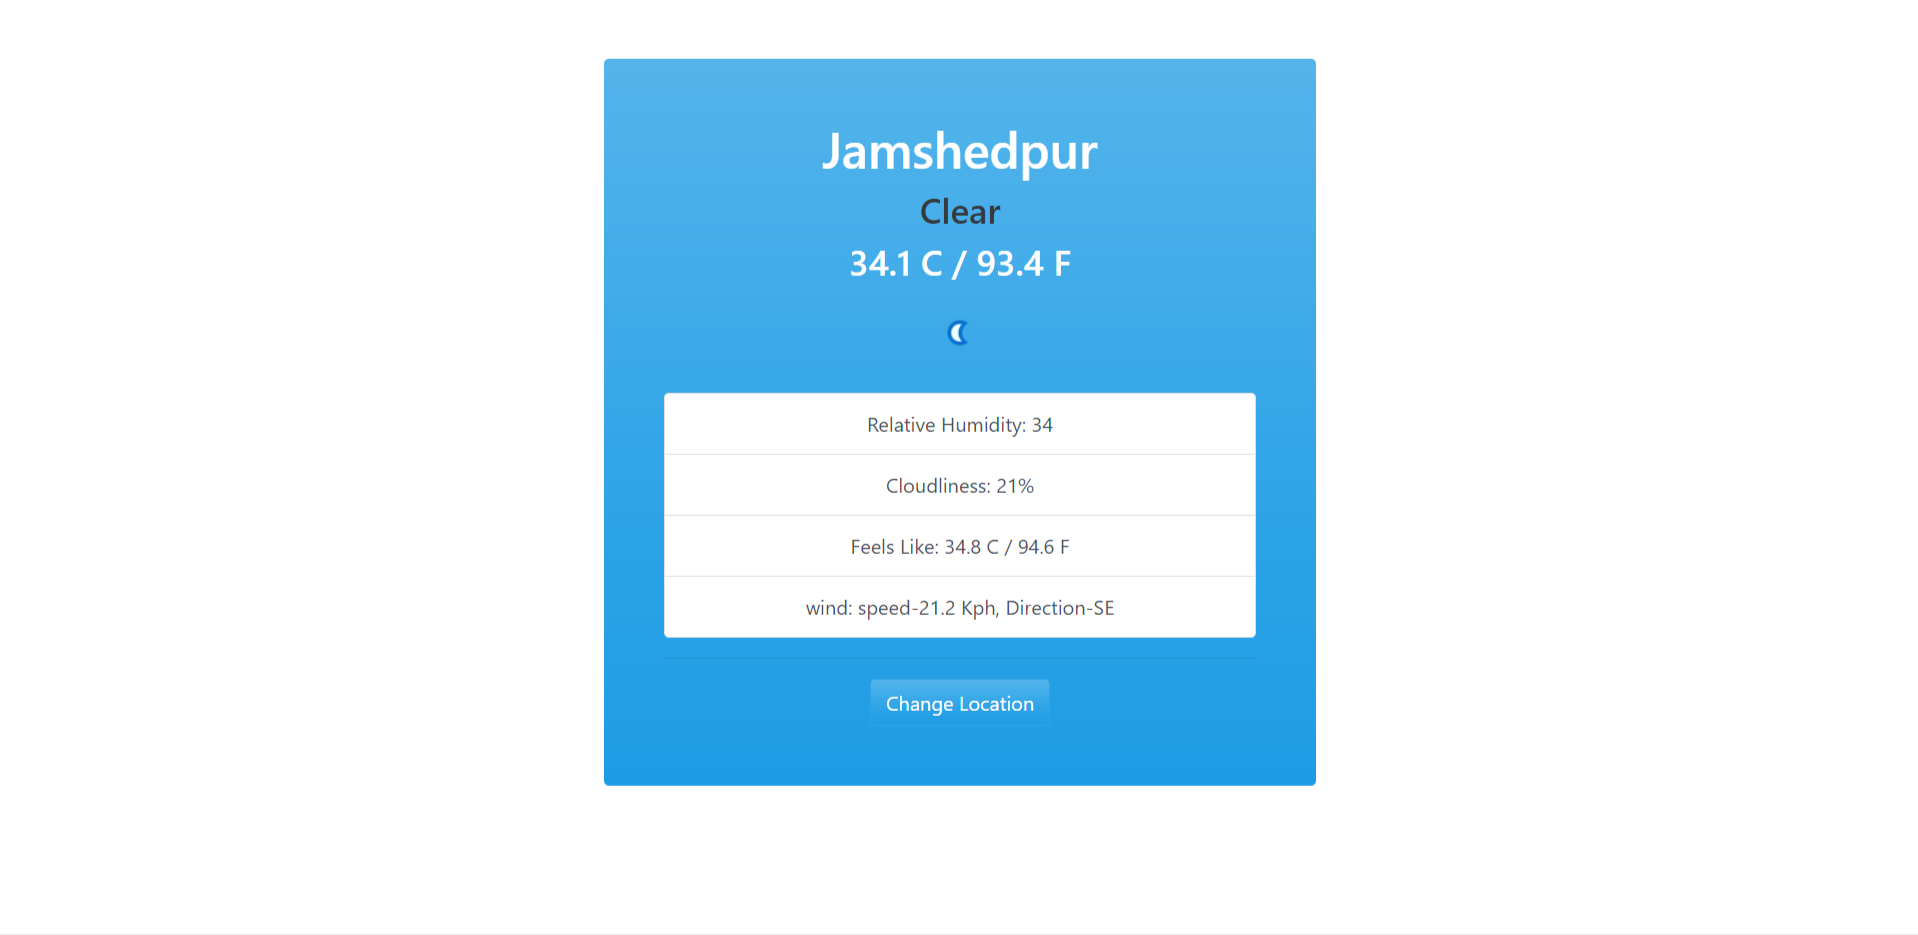 Jamshedpur
Clear
34.1 C / 93.4 F
Relative Humidity: 34
Cloudliness: 21%
Feels Like: 34.8 C / 94.6 F
wind: speed-21.2 Kph, Direction-SE
Change Location